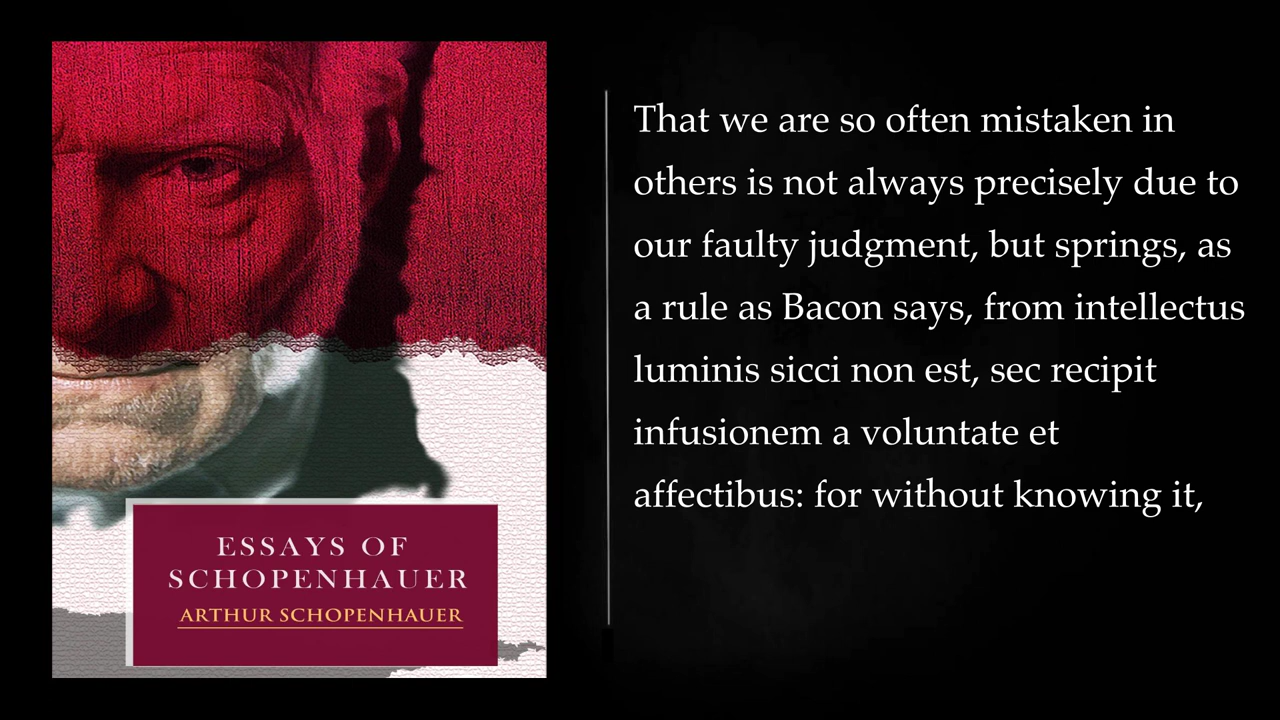 ESSAYS OF
SCHOPENHAUER
ARTHUR SCHOPENHAUER
That we are so often mistaken in
others is not always precisely due to
our faulty judgment, but springs, as
a rule as Bacon says, from intellectus
luminis sicci non est, sec recipit
infusionem a voluntate et
affectibus: for without knowing it,